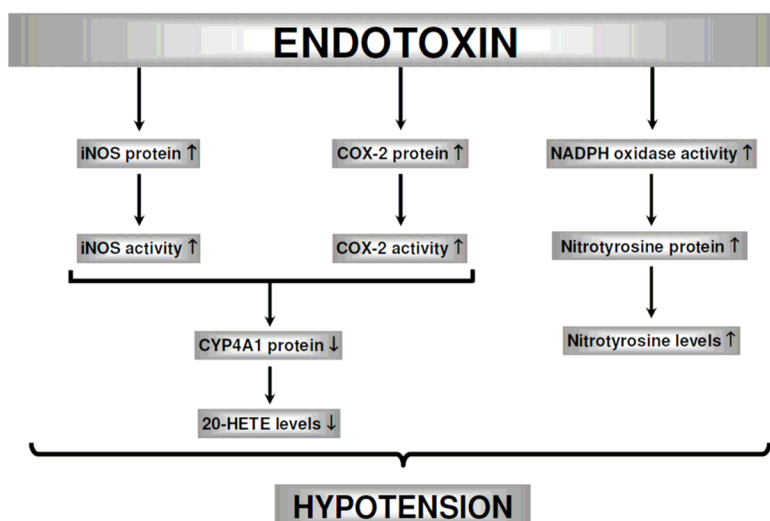 ENDOTOXIN
iNOS protein ↑
COX-2 protein ↑
NADPH oxidase activity ↑
iNOS activity ↑
COX-2 activity ↑
Nitrotyrosine protein ↑
CYP4A1 protein ↓
Nitrotyrosine levels ↑
20-HETE levels ↓
HYPOTENSION